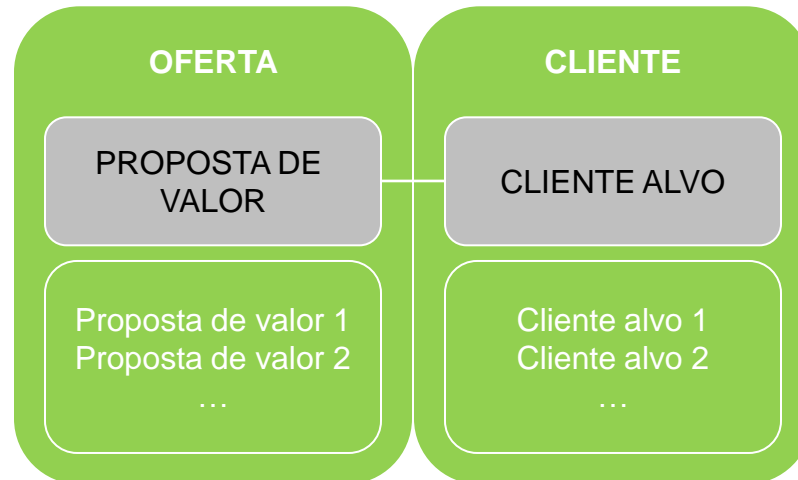 OFERTA
PROPOSTA DE
VALOR
Proposta de valor 1
Proposta de valor 2
…
CLIENTE
CLIENTE ALVO
Cliente alvo 1
Cliente alvo 2
…